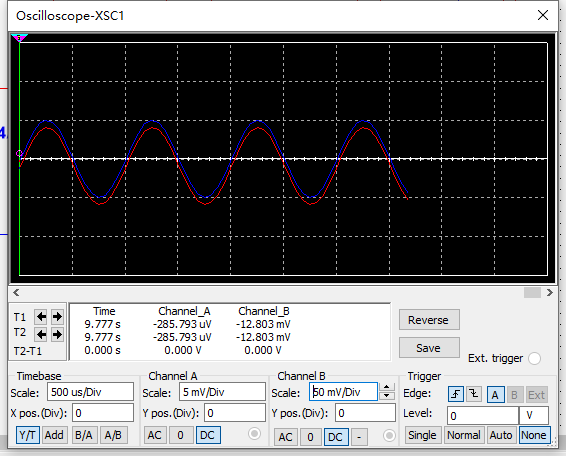 Oscilloscope-XSC1
4.
T1
T2
T2-T1
Time Channel_A Channel_B
9.777 s -285.793 uV -12.803 mV
9.777 s -285.793 uV -12.803 mV
0.000 s 0.000 V 0.000 V
Reverse
Save
Ext. trigger
Timebase
Scale: 500 us/Div
X pos.(Div): 0
Y/T Add B/A A/B
Channel A
Scale: 5 mV/Div
Y pos.(Div): 0
AC 0 DC
Channel B
Scale: 50 mV/Div
Y pos.(Div): 0
AC 0 DC -
Trigger
Edge: A B Ext
Level: 0 V
Single Normal Auto None